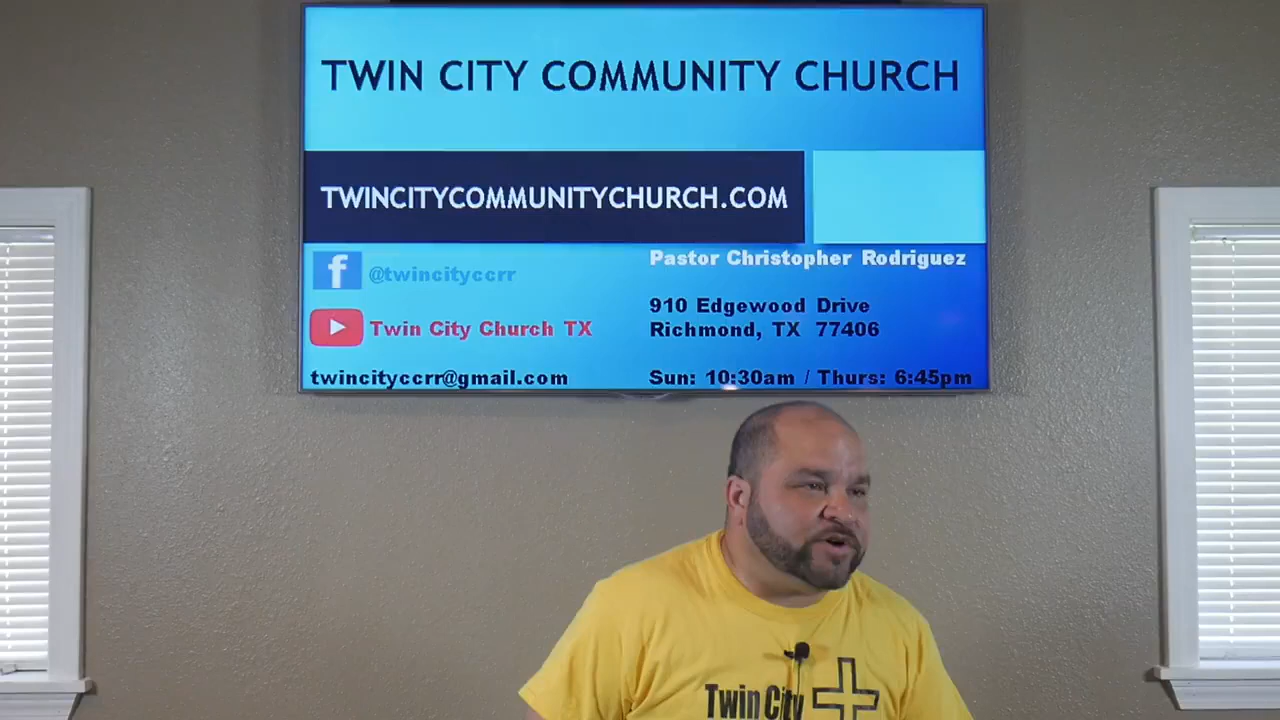 TWIN CITY COMMUNITY CHURCH
TWINCITYCOMMUNITYCHURCH.COM
f @twincityccrr
Twin City Church TX
twincityccrr@gmail.com
Pastor Christopher Rodriguez
910 Edgewood Drive
Richmond, TX 77406
Sun: 10:30am / Thurs: 6:45pm
Twin City